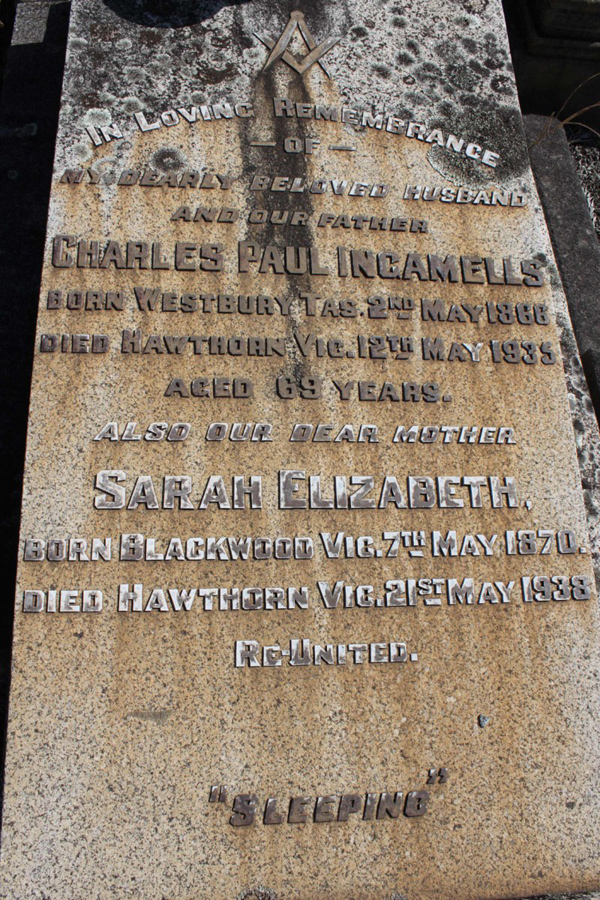 In Loving Remembrance
— OF —
MY DEARLY BELOVED HUSBAND
AND OUR FATHER
CHARLES PAUL INGAMELLS
BORN WESTBURY TAS. 2ND MAY 1866
DIED HAWTHORN VIC. 12TH MAY 1935
AGED 69 YEARS.
ALSO OUR DEAR MOTHER
SARAH ELIZABETH,
BORN BLACKWOOD VIC. 7TH MAY 1870.
DIED HAWTHORN VIC. 21ST MAY 1938
RE-UNITED.
"SLEEPING"